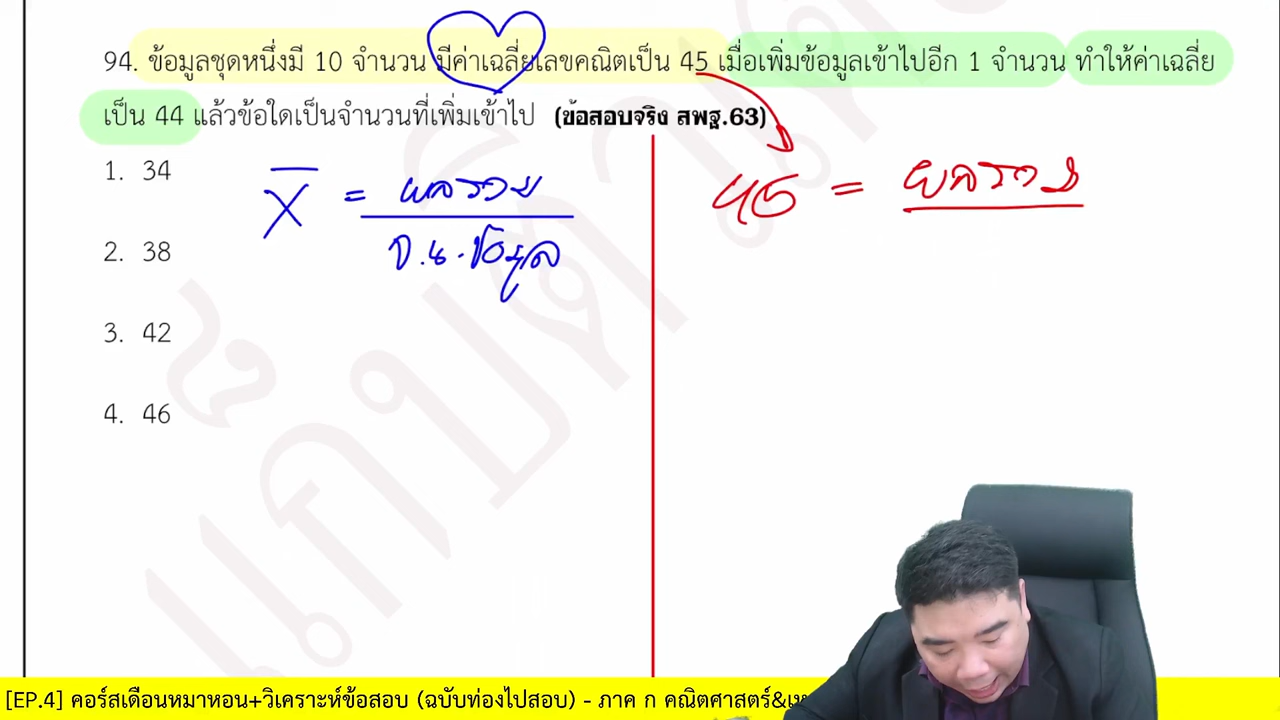 94. ข้อมูลชุดหนึ่งมี 10 จำนวน มีค่าเฉลี่ยเลขคณิตเป็น 45 เมื่อเพิ่มข้อมูลเข้าไปอีก 1 จำนวน ทำให้ค่าเฉลี่ย
เป็น 44 แล้วข้อใดเป็นจำนวนที่เพิ่มเข้าไป (ข้อสอบจริง สพฐ.63)
1. 34
2. 38
3. 42
4. 46
X̄ = ผลรวม
จ.น.ข้อมูล
45 = ผลรวม
[EP.4] คอร์สเดือนหมาหอน+วิเคราะห์ข้อสอบ (ฉบับท่องไปสอบ) - ภาค ก คณิตศาสตร์&